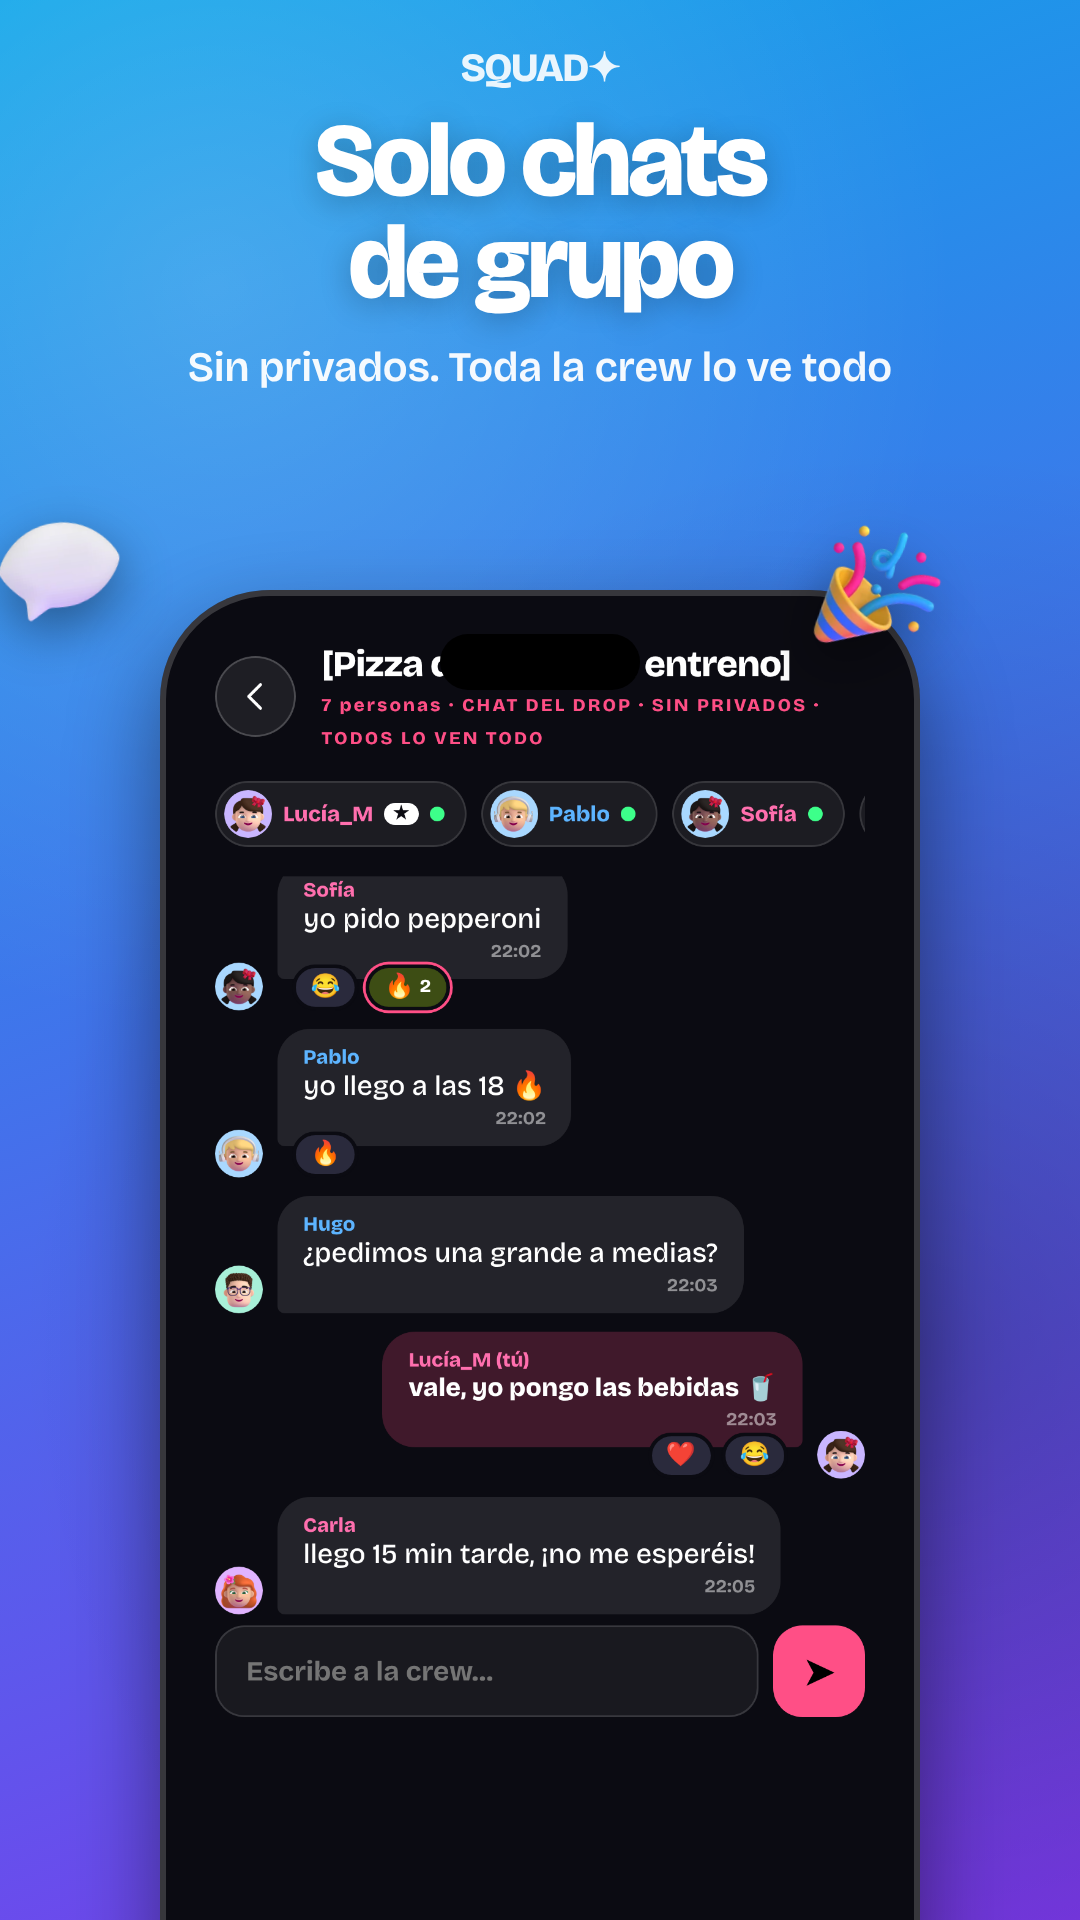 SQUAD
Solo chats
de grupo
Sin privados. Toda la crew lo ve todo
[Pizza entreno]
7 personas · CHAT DEL DROP · SIN PRIVADOS ·
TODOS LO VEN TODO
Lucía_M
Pablo
Sofía
Sofía
yo pido pepperoni
22:02
2
Pablo
yo llego a las 18 🔥
22:02
Hugo
¿pedimos una grande a medias?
22:03
Lucía_M (tú)
vale, yo pongo las bebidas 🥤
22:03
Carla
llego 15 min tarde, ¡no me esperéis!
22:05
Escribe a la crew...